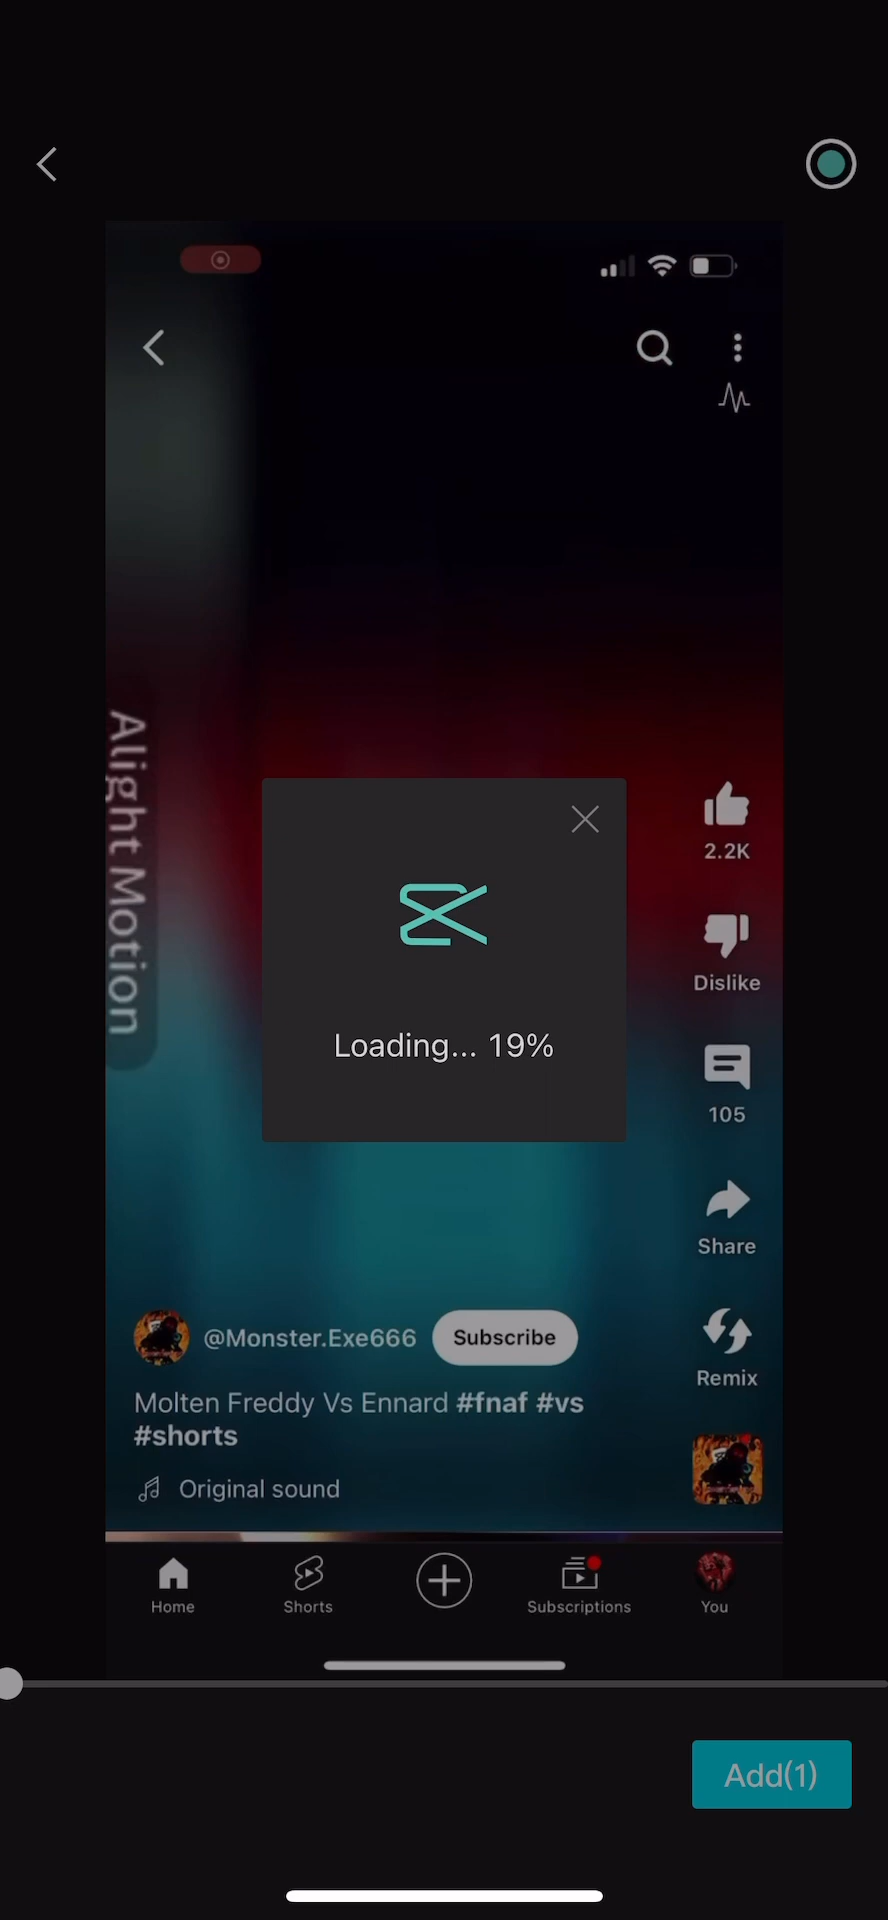 Alight Motion
Loading... 19%
2.2K
Dislike
105
Share
Remix
@Monster.Exe666
Subscribe
Molten Freddy Vs Ennard #fnaf #vs
#shorts
Original sound
Home
Shorts
Subscriptions
You
Add(1)